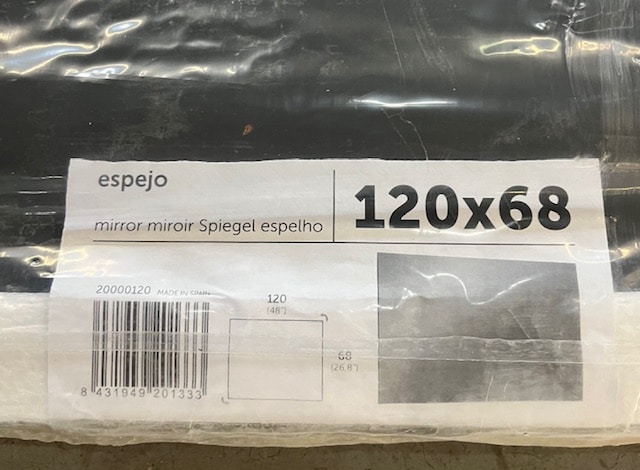 espejo
mirror miroir Spiegel espelho
120x68
20000120 MADE IN SPAIN
120
(48")
68
(26,8")
8 431949 201333